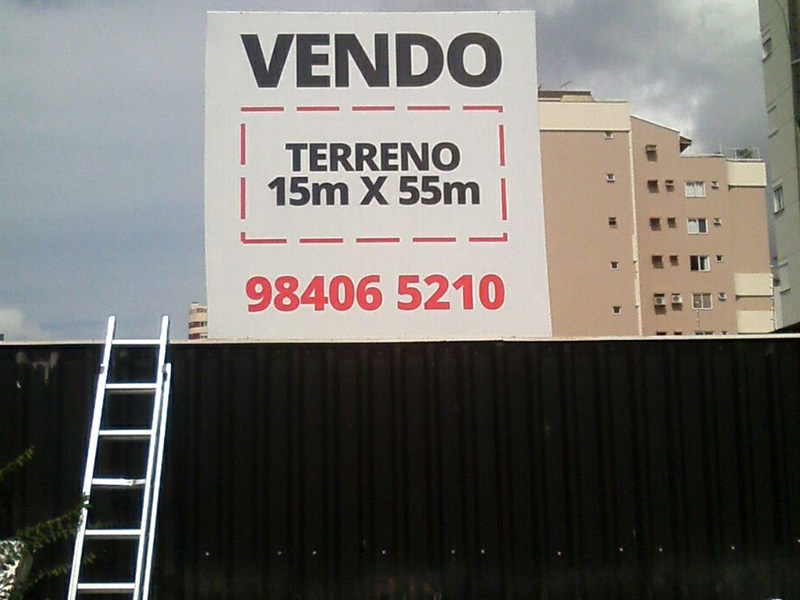 VENDO
TERRENO
15m X 55m
98406 5210